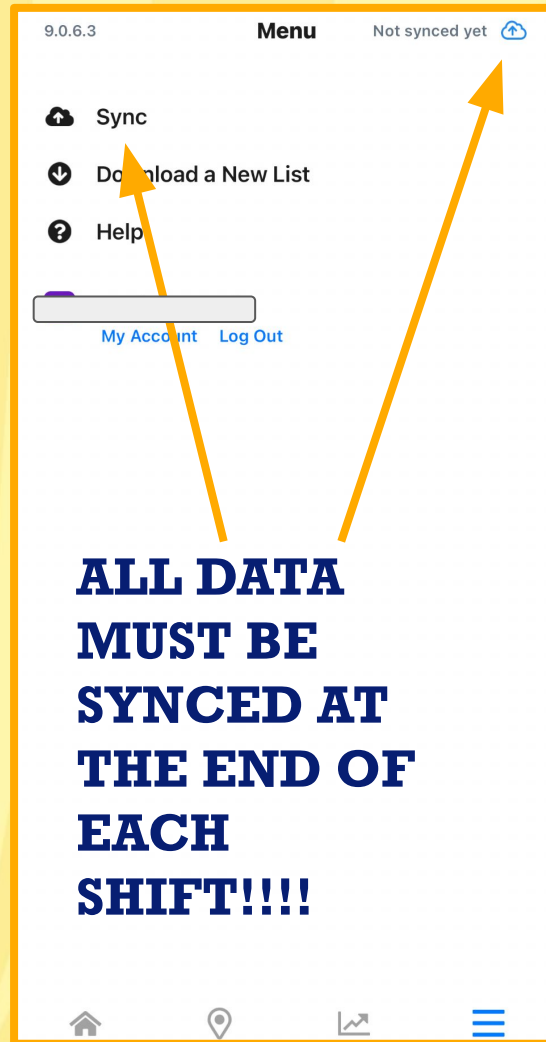 9.0.6.3 Menu Not synced yet
Sync
Download a New List
Help
My Account Log Out
ALL DATA
MUST BE
SYNCED AT
THE END OF
EACH
SHIFT!!!!